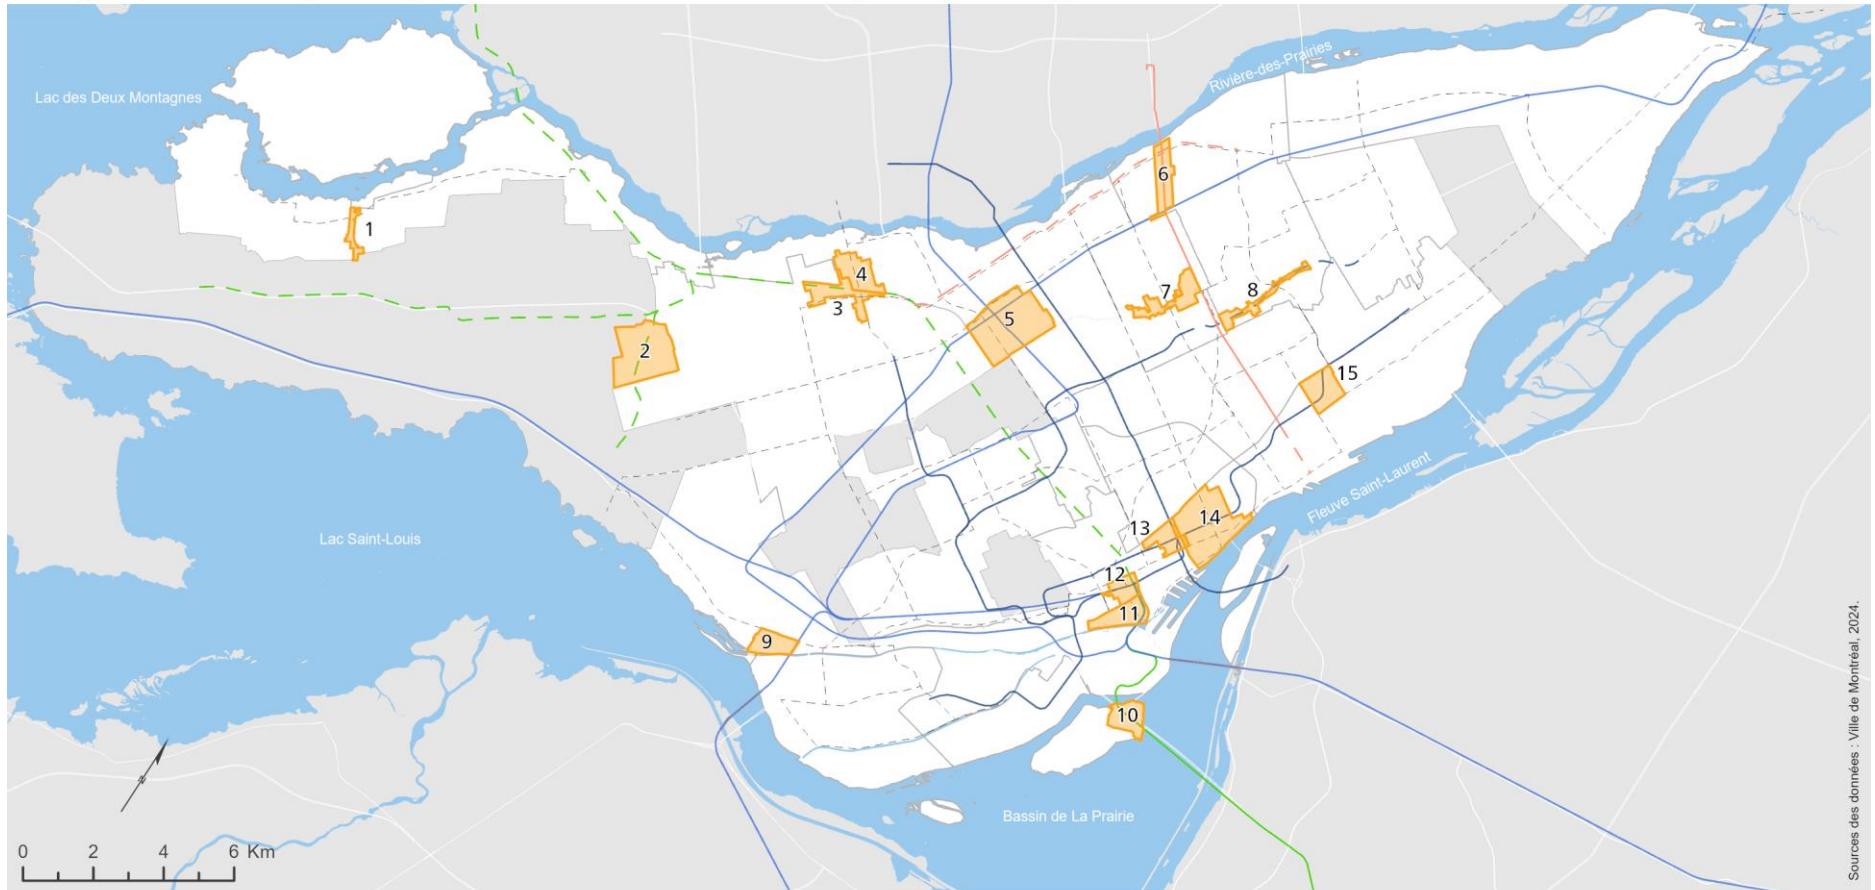 Rivière-des-Prairies
Lac des Deux Montagnes
6
1
4
7
8
3
5
2
15
14
13
Fleuve Saint-Laurent
Lac Saint-Louis
12
11
9
10
Bassin de La Prairie
N
0 2 4 6 Km
Sources des données : Ville de Montréal, 2024.